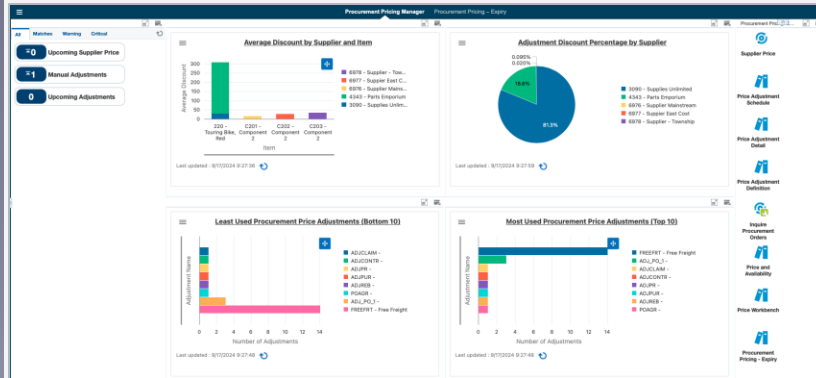 Procurement Pricing Manager Procurement Pricing – Expiry
All Matches Warning Critical
0 Upcoming Supplier Price
1 Manual Adjustments
0 Upcoming Adjustments
Average Discount by Supplier and Item
Average Discount
300
250
200
150
100
50
0
220 - Touring Bike, Red
C201 - Component 2
C202 - Component 2
C203 - Component 2
Item
6978 - Supplier - Tow...
6977 - Supplier East C...
6976 - Supplier Mains...
4343 - Parts Emporium
3090 - Supplies Unlim...
Last updated : 9/17/2024 9:27:36
Adjustment Discount Percentage by Supplier
0.095%
0.020%
18.6%
81.3%
3090 - Supplies Unlimited
4343 - Parts Emporium
6976 - Supplier Mainstream
6977 - Supplier East Cost
6978 - Supplier - Township
Last updated : 9/17/2024 9:27:59
Least Used Procurement Price Adjustments (Bottom 10)
Adjustment Name
0 2 4 6 8 10 12 14
Number of Adjustments
ADJCLAIM -
ADJCONTR -
ADJPR -
ADJPUR -
ADJREB -
POAGR -
ADJ_PO_1 -
FREEFRT - Free Freight
Last updated : 9/17/2024 9:27:49
Most Used Procurement Price Adjustments (Top 10)
Adjustment Name
0 2 4 6 8 10 12 14
Number of Adjustments
FREEFRT - Free Freight
ADJ_PO_1 -
ADJCLAIM -
ADJCONTR -
ADJPR -
ADJPUR -
ADJREB -
POAGR -
Last updated : 9/17/2024 9:27:48
Supplier Price
Price Adjustment
Schedule
Price Adjustment
Detail
Price Adjustment
Definition
Inquire
Procurement
Orders
Price and
Availability
Price Workbench
Procurement
Pricing - Expiry